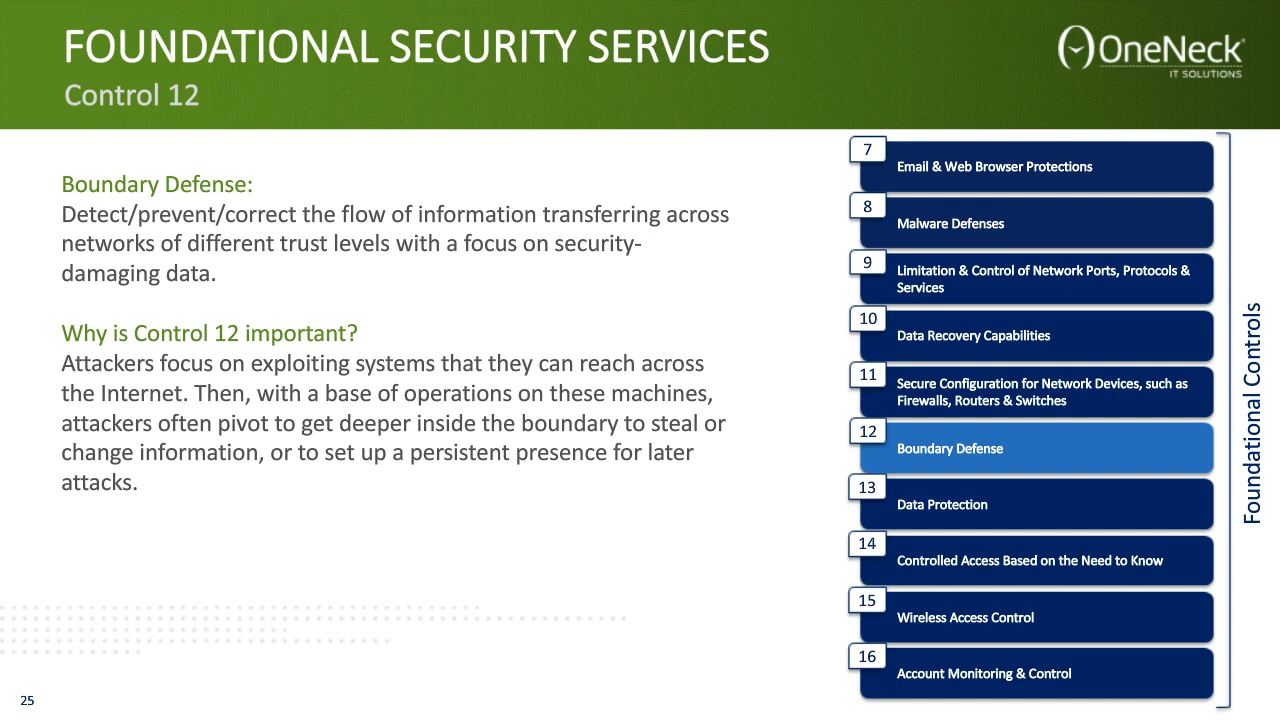 FOUNDATIONAL SECURITY SERVICES
Control 12
OneNeck
IT SOLUTIONS
Boundary Defense:
Detect/prevent/correct the flow of information transferring across
networks of different trust levels with a focus on security-
damaging data.
Why is Control 12 important?
Attackers focus on exploiting systems that they can reach across
the Internet. Then, with a base of operations on these machines,
attackers often pivot to get deeper inside the boundary to steal or
change information, or to set up a persistent presence for later
attacks.
7
Email & Web Browser Protections
8
Malware Defenses
9
Limitation & Control of Network Ports, Protocols &
Services
10
Data Recovery Capabilities
11
Secure Configuration for Network Devices, such as
Firewalls, Routers & Switches
12
Boundary Defense
13
Data Protection
14
Controlled Access Based on the Need to Know
15
Wireless Access Control
16
Account Monitoring & Control
Foundational Controls
25